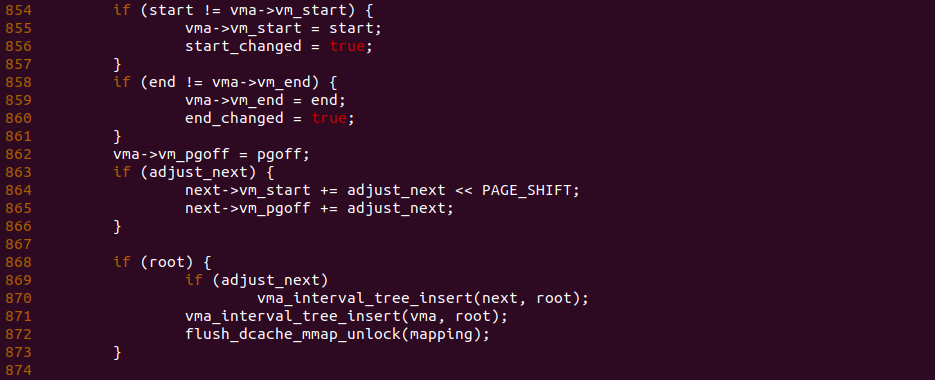 854         if (start != vma->vm_start) {
855                 vma->vm_start = start;
856                 start_changed = true;
857         }
858         if (end != vma->vm_end) {
859                 vma->vm_end = end;
860                 end_changed = true;
861         }
862         vma->vm_pgoff = pgoff;
863         if (adjust_next) {
864                 next->vm_start += adjust_next << PAGE_SHIFT;
865                 next->vm_pgoff += adjust_next;
866         }
867
868         if (root) {
869                 if (adjust_next)
870                         vma_interval_tree_insert(next, root);
871                 vma_interval_tree_insert(vma, root);
872                 flush_dcache_mmap_unlock(mapping);
873         }
874